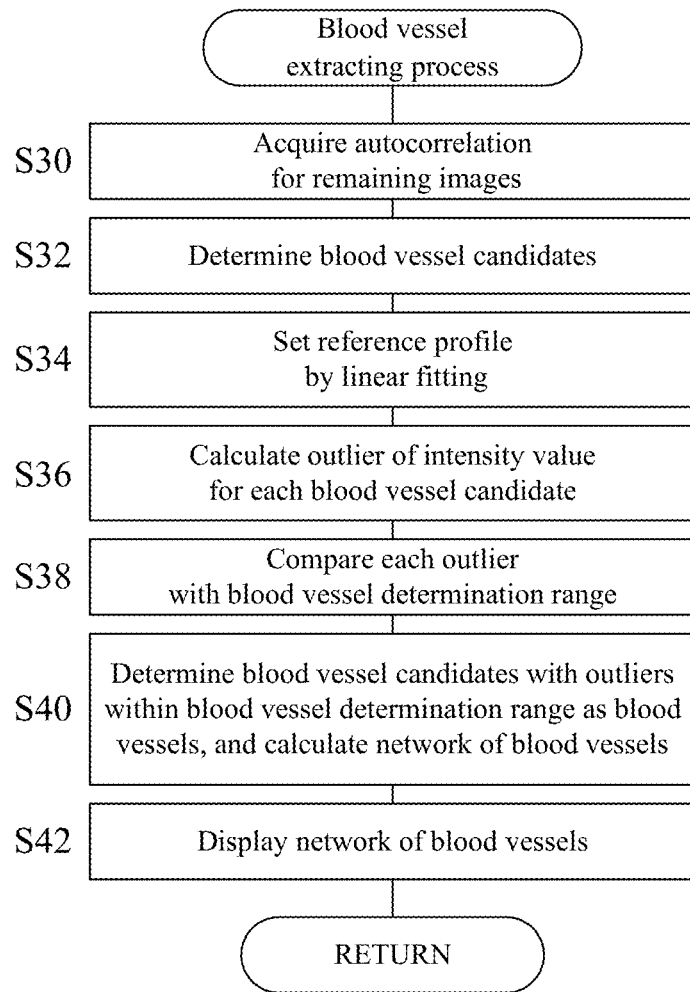 Blood vessel
extracting process
S30
Acquire autocorrelation
for remaining images
S32
Determine blood vessel candidates
S34
Set reference profile
by linear fitting
S36
Calculate outlier of intensity value
for each blood vessel candidate
S38
Compare each outlier
with blood vessel determination range
S40
Determine blood vessel candidates with outliers
within blood vessel determination range as blood
vessels, and calculate network of blood vessels
S42
Display network of blood vessels
RETURN